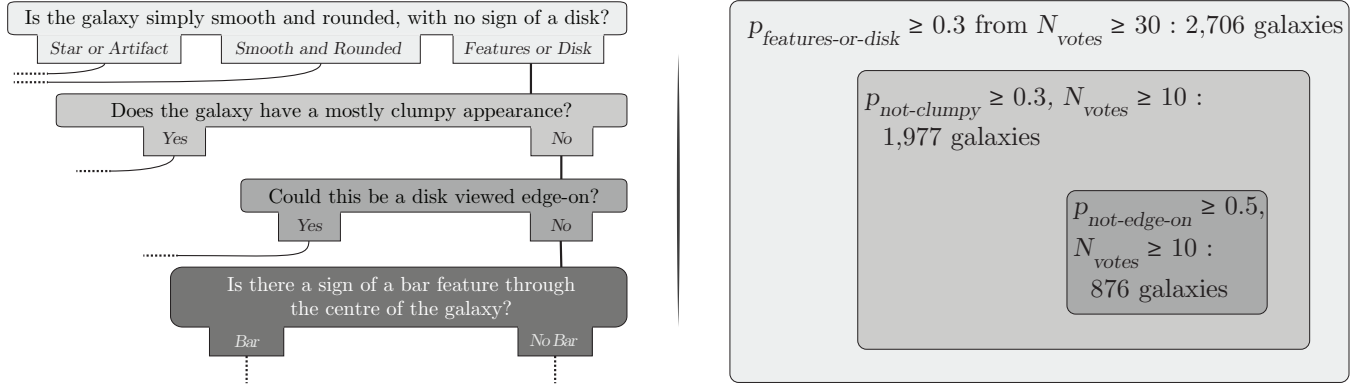 Is the galaxy simply smooth and rounded, with no sign of a disk?
Star or Artifact
Smooth and Rounded
Features or Disk
Does the galaxy have a mostly clumpy appearance?
Yes
No
Could this be a disk viewed edge-on?
Yes
No
Is there a sign of a bar feature through
the centre of the galaxy?
Bar
No Bar
p_features-or-disk ≥ 0.3 from N_votes ≥ 30 : 2,706 galaxies
p_not-clumpy ≥ 0.3, N_votes ≥ 10 :
1,977 galaxies
p_not-edge-on ≥ 0.5,
N_votes ≥ 10 :
876 galaxies